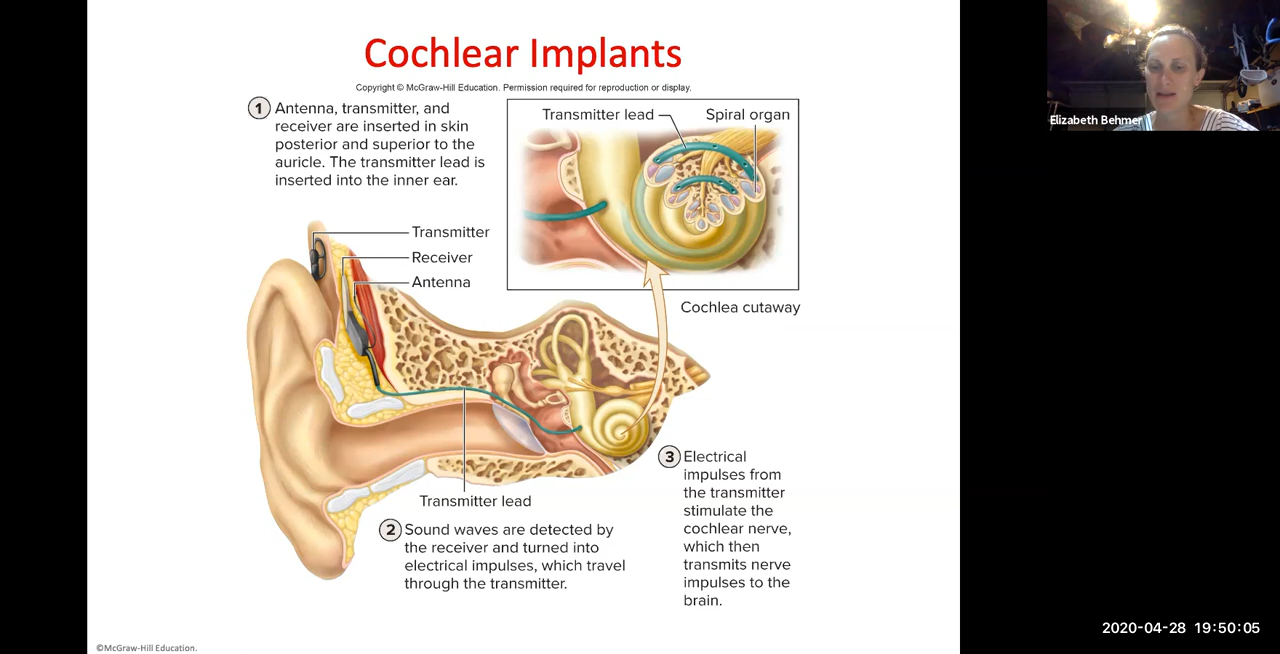 Cochlear Implants
Copyright © McGraw-Hill Education. Permission required for reproduction or display.
1 Antenna, transmitter, and
receiver are inserted in skin
posterior and superior to the
auricle. The transmitter lead is
inserted into the inner ear.
Transmitter lead
Spiral organ
Cochlea cutaway
Transmitter
Receiver
Antenna
Transmitter lead
2 Sound waves are detected by
the receiver and turned into
electrical impulses, which travel
through the transmitter.
3 Electrical
impulses from
the transmitter
stimulate the
cochlear nerve,
which then
transmits nerve
impulses to the
brain.
©McGraw-Hill Education.
Elizabeth Behmer
2020-04-28 19:50:05